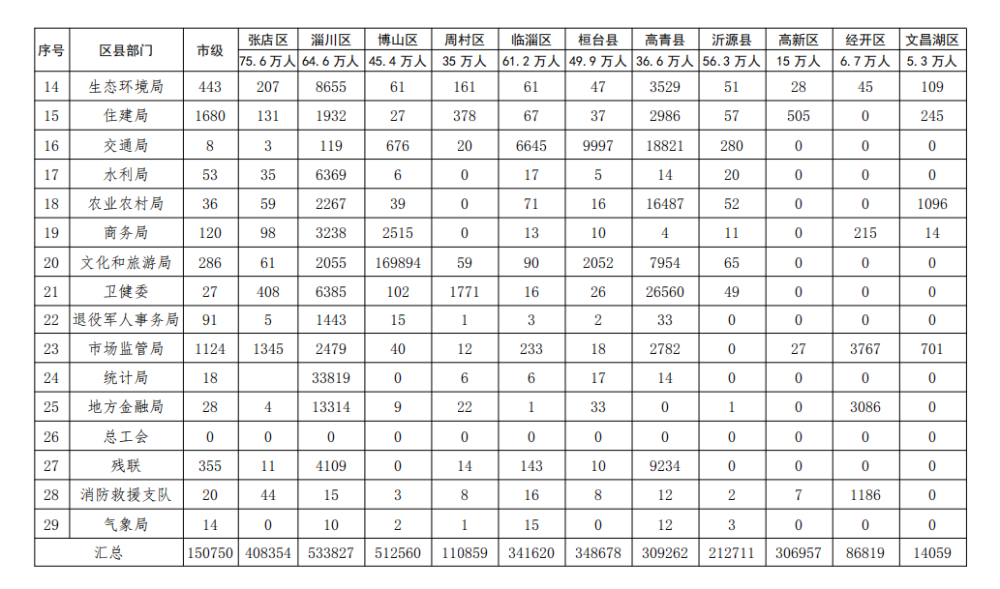 序号 区县部门 市级 张店区 淄川区 博山区 周村区 临淄区 桓台县 高青县 沂源县 高新区 经开区 文昌湖区
75.6万人 64.6万人 45.4万人 35万人 61.2万人 49.9万人 36.6万人 56.3万人 15万人 6.7万人 5.3万人
14 生态环境局 443 207 8655 61 161 61 47 3529 51 28 45 109
15 住建局 1680 131 1932 27 378 67 37 2986 57 505 0 245
16 交通局 8 3 119 676 20 6645 9997 18821 280 0 0 0
17 水利局 53 35 6369 6 0 17 5 14 20 0 0 0
18 农业农村局 36 59 2267 39 0 71 16 16487 52 0 0 1096
19 商务局 120 98 3238 2515 0 13 10 4 11 0 215 14
20 文化和旅游局 286 61 2055 169894 59 90 2052 7954 65 0 0 0
21 卫健委 27 408 6385 102 1771 16 26 26560 49 0 0 0
22 退役军人事务局 91 5 1443 15 1 3 2 33 0 0 0 0
23 市场监管局 1124 1345 2479 40 12 233 18 2782 0 27 3767 701
24 统计局 18 33819 0 6 6 17 14 0 0 0 0
25 地方金融局 28 4 13314 9 22 1 33 0 1 0 3086 0
26 总工会 0 0 0 0 0 0 0 0 0 0 0 0
27 残联 355 11 4109 0 14 143 10 9234 0 0 0 0
28 消防救援支队 20 44 15 3 8 16 8 12 2 7 1186 0
29 气象局 14 0 10 2 1 15 0 12 3 0 0 0
汇总 150750 408354 533827 512560 110859 341620 348678 309262 212711 306957 86819 14059